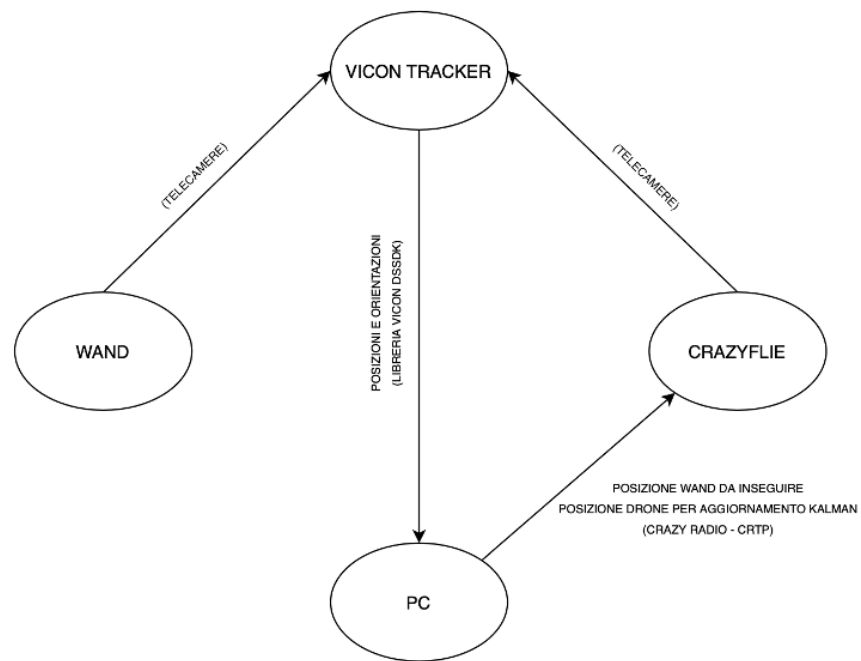 VICON TRACKER
(TELECAMERE)
(TELECAMERE)
POSIZIONI E ORIENTAZIONI
(LIBRERIA VICON DSSDK)
WAND
CRAZYFLIE
POSIZIONE WAND DA INSEGUIRE
POSIZIONE DRONE PER AGGIORNAMENTO KALMAN
(CRAZY RADIO - CRTP)
PC